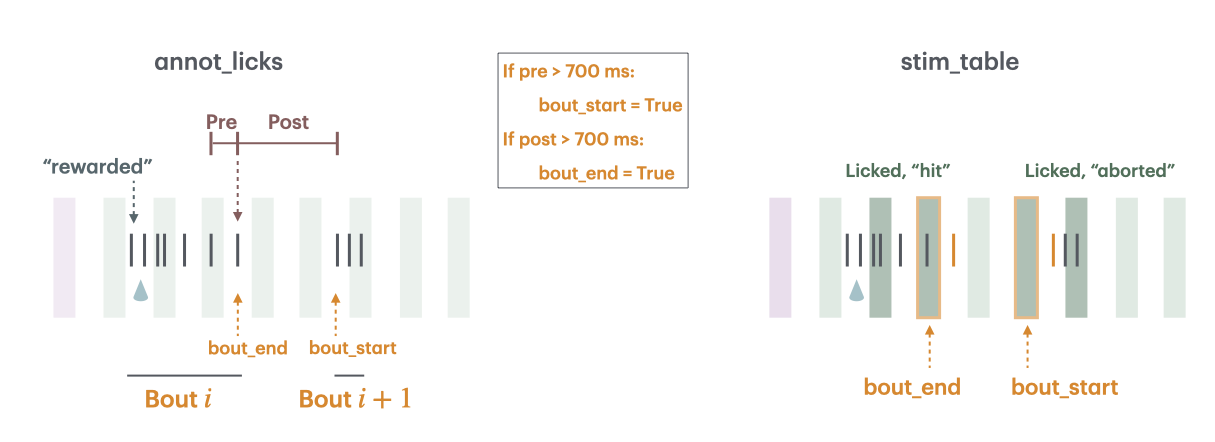 annot_licks
If pre > 700 ms:
bout_start = True
If post > 700 ms:
bout_end = True
stim_table
Pre
Post
“rewarded”
Licked, “hit”
Licked, “aborted”
bout_end
bout_start
Bout i
Bout i + 1
bout_end
bout_start